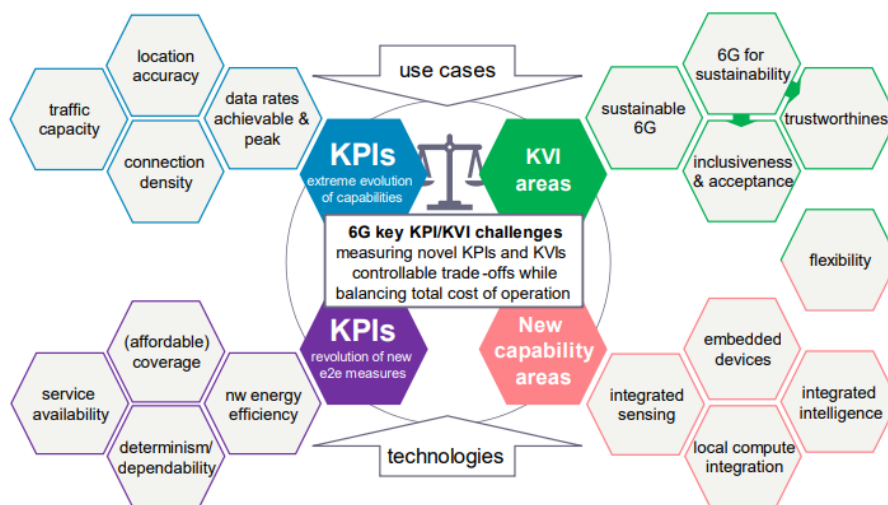 use cases
location
accuracy
traffic
capacity
data rates
achievable &
peak
connection
density
KPIs
extreme evolution
of capabilities
KVI
areas
6G for
sustainability
sustainable
6G
trustworthines
inclusiveness
& acceptance
6G key KPI/KVI challenges
measuring novel KPIs and KVIs
controllable trade-offs while
balancing total cost of operation
flexibility
KPIs
revolution of new
e2e measures
New
capability
areas
(affordable)
coverage
service
availability
nw energy
efficiency
determinism/
dependability
embedded
devices
integrated
sensing
integrated
intelligence
local compute
integration
technologies